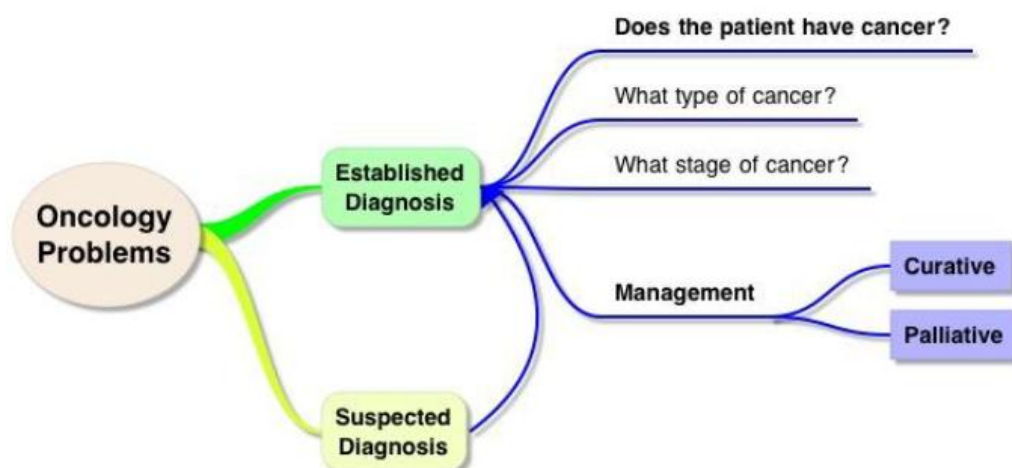 Does the patient have cancer?
What type of cancer?
What stage of cancer?
Established
Diagnosis
Oncology
Problems
Management
Curative
Palliative
Suspected
Diagnosis